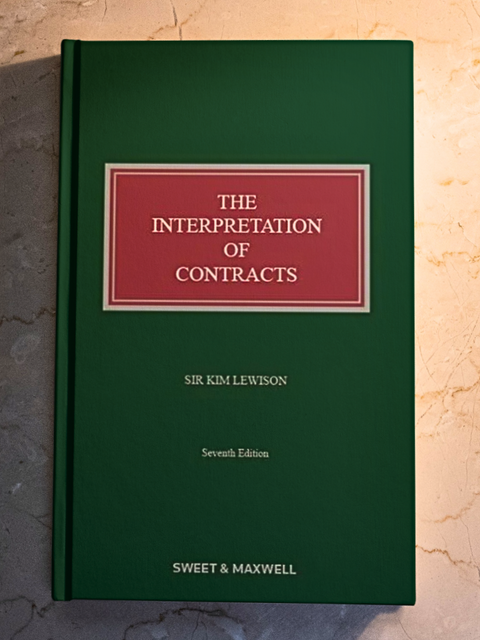 THE
INTERPRETATION
OF
CONTRACTS
SIR KIM LEWISON
Seventh Edition
SWEET & MAXWELL